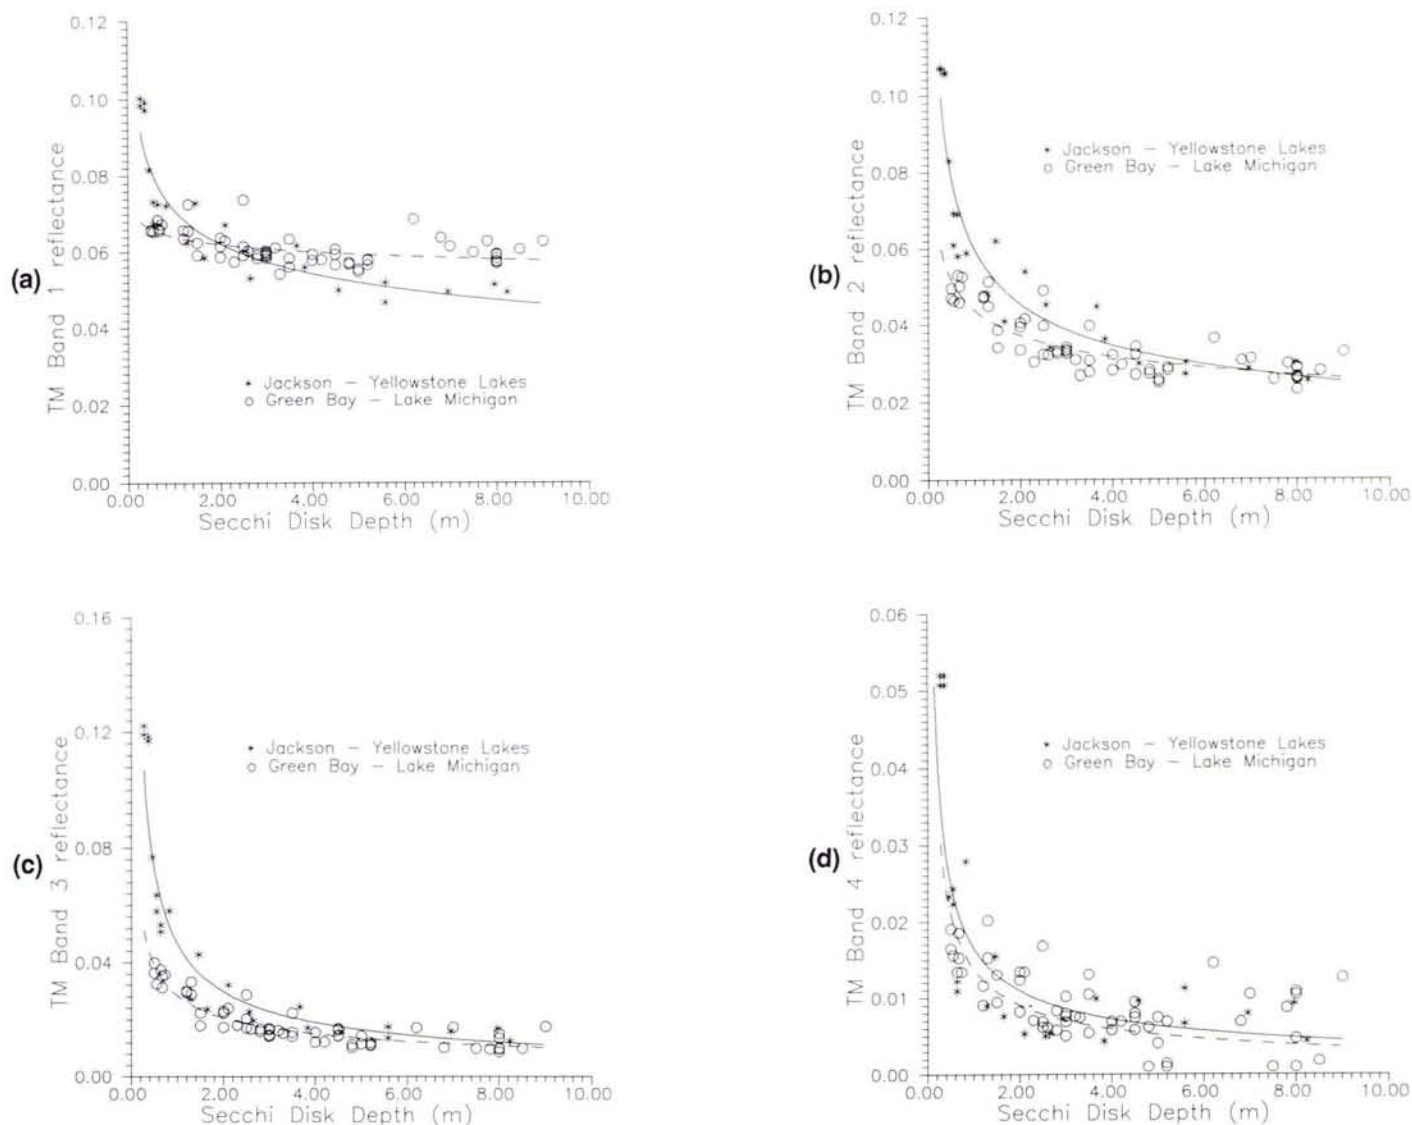 (a)
TM Band 1 reflectance
0.12
0.10
0.08
0.06
0.04
0.02
0.00
* Jackson — Yellowstone Lakes
○ Green Bay — Lake Michigan
0.00 2.00 4.00 6.00 8.00 10.00
Secchi Disk Depth (m)
(b)
TM Band 2 reflectance
0.12
0.10
0.08
0.06
0.04
0.02
0.00
* Jackson — Yellowstone Lakes
○ Green Bay — Lake Michigan
0.00 2.00 4.00 6.00 8.00 10.00
Secchi Disk Depth (m)
(c)
TM Band 3 reflectance
0.16
0.12
0.08
0.04
0.00
* Jackson — Yellowstone Lakes
○ Green Bay — Lake Michigan
0.00 2.00 4.00 6.00 8.00 10.00
Secchi Disk Depth (m)
(d)
TM Band 4 reflectance
0.06
0.05
0.04
0.03
0.02
0.01
0.00
* Jackson — Yellowstone Lakes
○ Green Bay — Lake Michigan
0.00 2.00 4.00 6.00 8.00 10.00
Secchi Disk Depth (m)